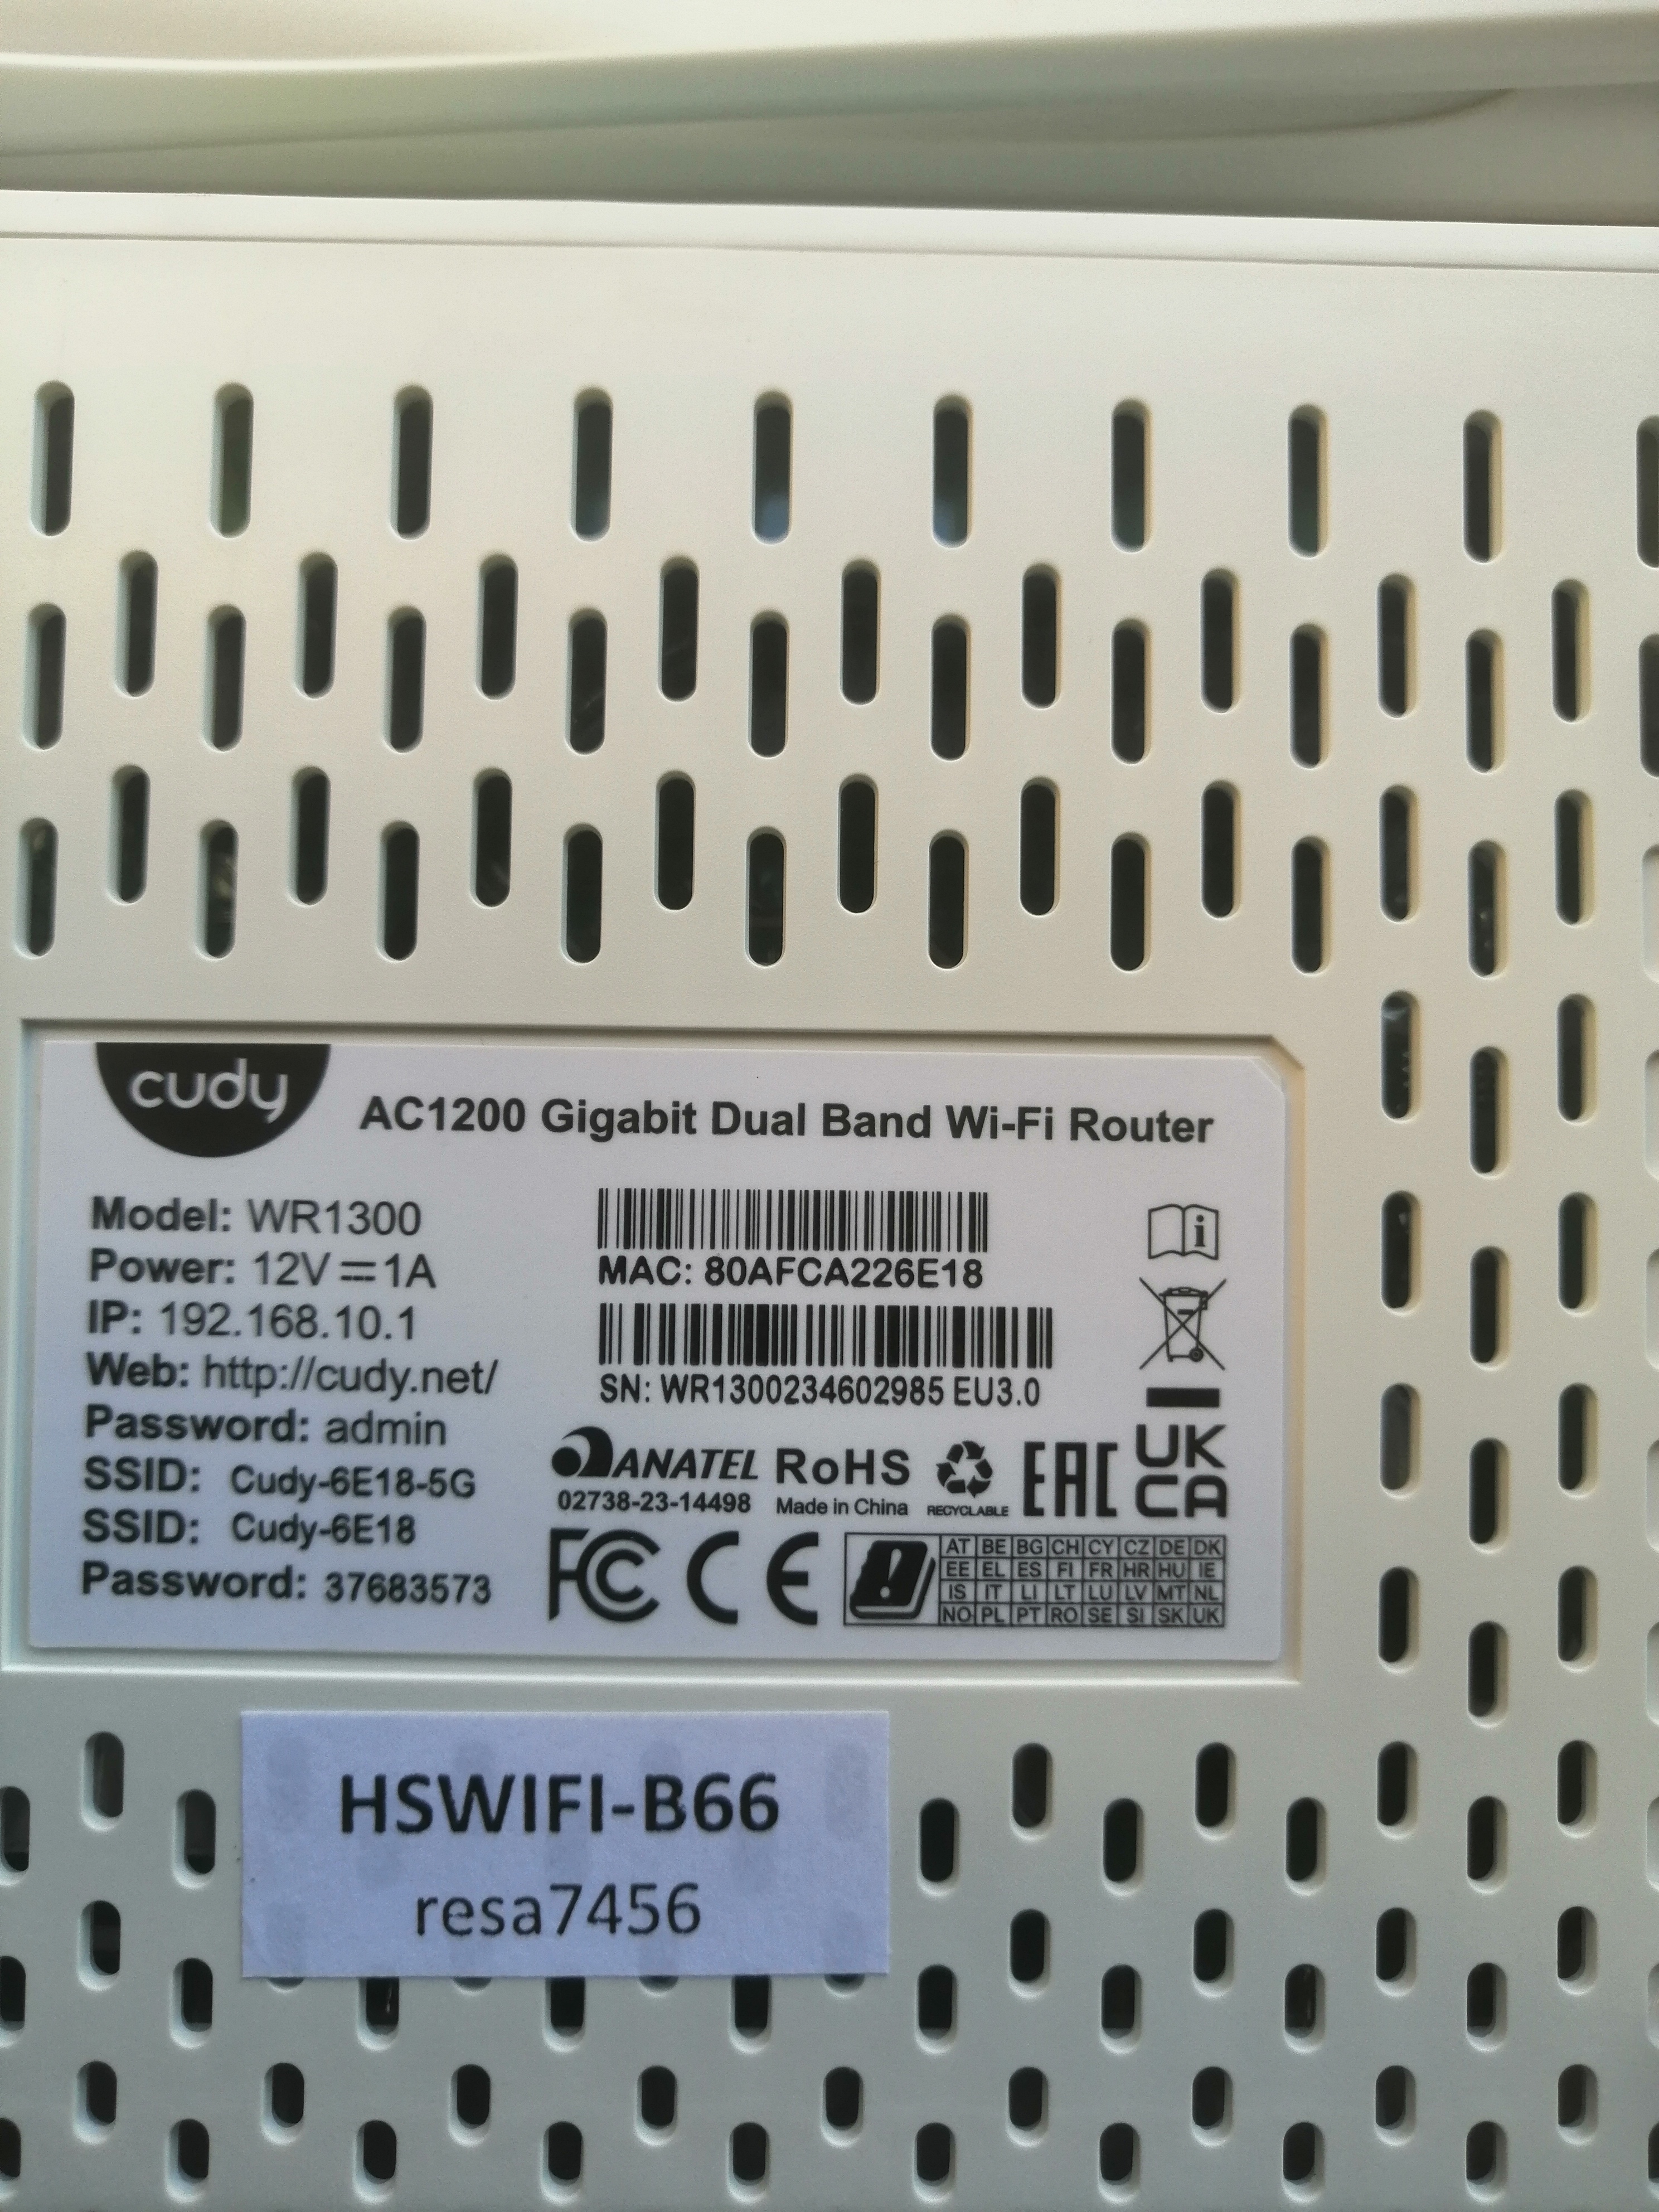 cudy
AC1200 Gigabit Dual Band Wi-Fi Router
Model: WR1300
Power: 12V⎓1A
IP: 192.168.10.1
Web: http://cudy.net/
Password: admin
SSID: Cudy-6E18-5G
SSID: Cudy-6E18
Password: 37683573
MAC: 80AFCA226E18
SN: WR1300234602985 EU3.0
ANATEL
02738-23-14498
RoHS
Made in China
RECYCLABLE
EAC
UK
CA
FC CE
AT BE BG CH CY CZ DE DK
EE EL ES FI FR HR HU IE
IS IT LI LT LU LV MT NL
NO PL PT RO SE SI SK UK
HSWIFI-B66
resa7456